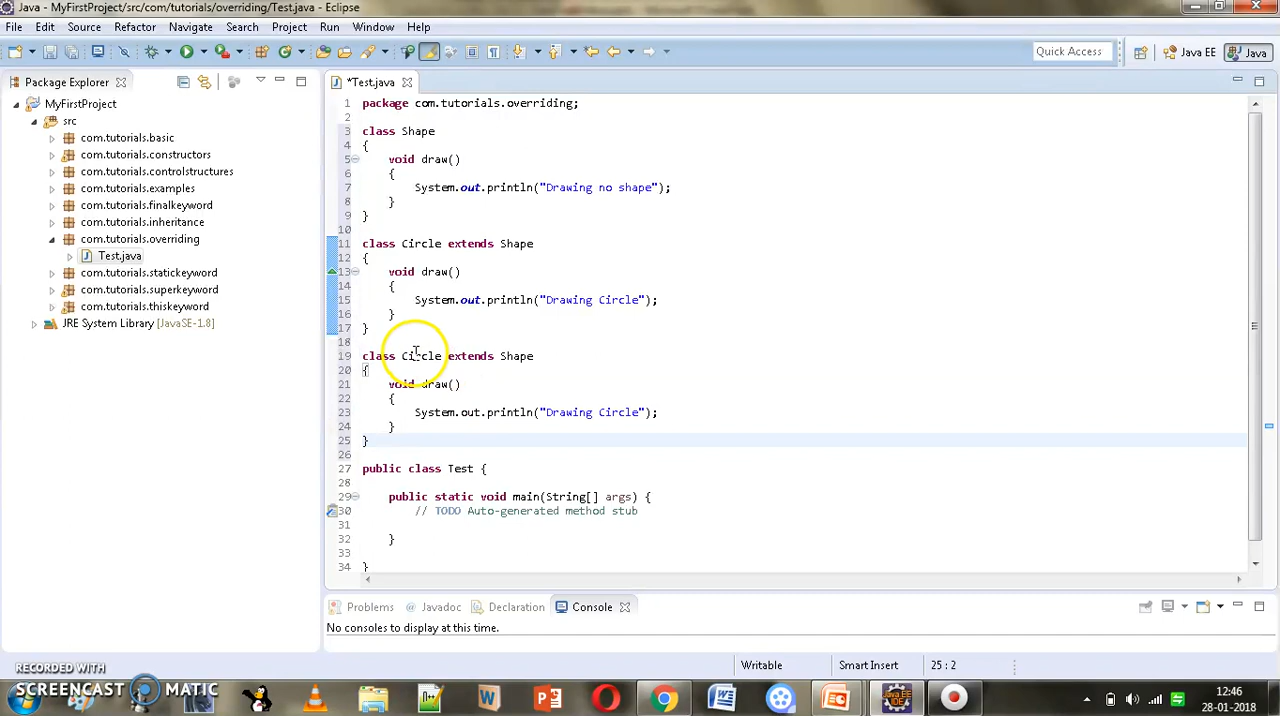 Java - MyFirstProject/src/com/tutorials/overriding/Test.java - Eclipse
File Edit Source Refactor Navigate Search Project Run Window Help
Quick Access Java EE Java
Package Explorer
MyFirstProject
src
com.tutorials.basic
com.tutorials.constructors
com.tutorials.controlstructures
com.tutorials.examples
com.tutorials.finalkeyword
com.tutorials.inheritance
com.tutorials.overriding
Test.java
com.tutorials.statickeyword
com.tutorials.superkeyword
com.tutorials.thiskeyword
JRE System Library [JavaSE-1.8]
*Test.java
1 package com.tutorials.overriding;
2
3 class Shape
4 {
5 void draw()
6 {
7 System.out.println("Drawing no shape");
8 }
9 }
10
11 class Circle extends Shape
12 {
13 void draw()
14 {
15 System.out.println("Drawing Circle");
16 }
17 }
18
19 class Circle extends Shape
20 {
21 void draw()
22 {
23 System.out.println("Drawing Circle");
24 }
25 }
26
27 public class Test {
28
29 public static void main(String[] args) {
30 // TODO Auto-generated method stub
31
32 }
33
34 }
Problems @ Javadoc Declaration Console
No consoles to display at this time.
Writable Smart Insert 25 : 2
RECORDED WITH
SCREENCAST MATIC
Java EE
IDE
12:46
28-01-2018